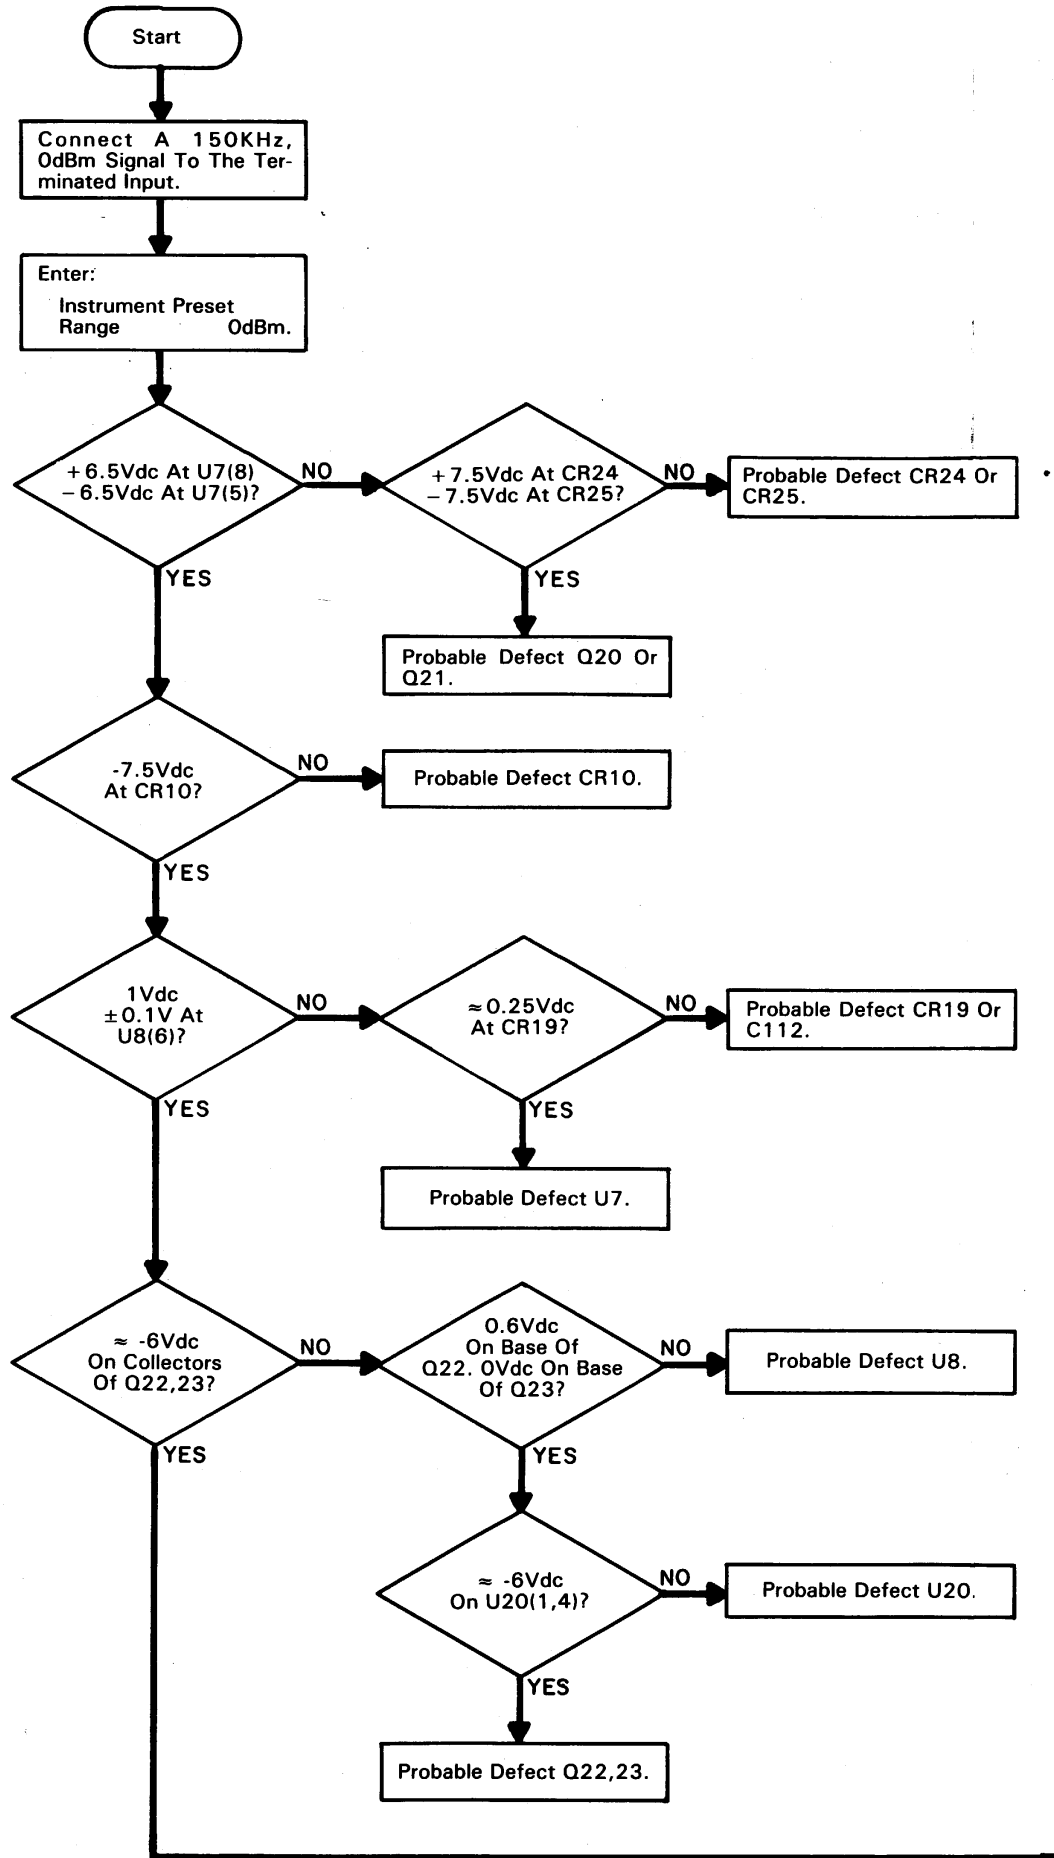 Start
Connect A 150KHz,
0dBm Signal To The Ter-
minated Input.
Enter:
Instrument Preset
Range 0dBm.
+6.5Vdc At U7(8)
−6.5Vdc At U7(5)?
NO
+7.5Vdc At CR24
−7.5Vdc At CR25?
NO
Probable Defect CR24 Or
CR25.
YES
YES
Probable Defect Q20 Or
Q21.
-7.5Vdc
At CR10?
NO
Probable Defect CR10.
YES
1Vdc
±0.1V At
U8(6)?
NO
≈0.25Vdc
At CR19?
NO
Probable Defect CR19 Or
C112.
YES
YES
Probable Defect U7.
≈ -6Vdc
On Collectors
Of Q22,23?
NO
0.6Vdc
On Base Of
Q22. 0Vdc On Base
Of Q23?
NO
Probable Defect U8.
YES
YES
≈ -6Vdc
On U20(1,4)?
NO
Probable Defect U20.
YES
Probable Defect Q22,23.